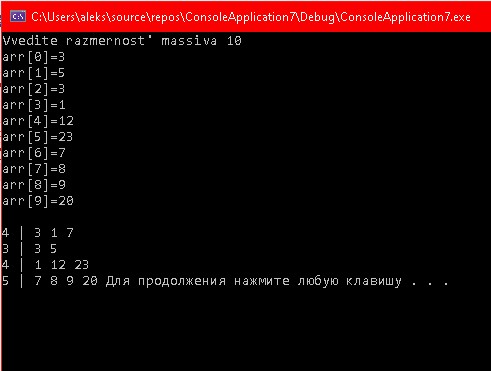 C:\Users\aleks\source\repos\ConsoleApplication7\Debug\ConsoleApplication7.exe
Vvedite razmernost' massiva 10
arr[0]=3
arr[1]=5
arr[2]=3
arr[3]=1
arr[4]=12
arr[5]=23
arr[6]=7
arr[7]=8
arr[8]=9
arr[9]=20
4 | 3 1 7
3 | 3 5
4 | 1 12 23
5 | 7 8 9 20 Для продолжения нажмите любую клавишу . . .